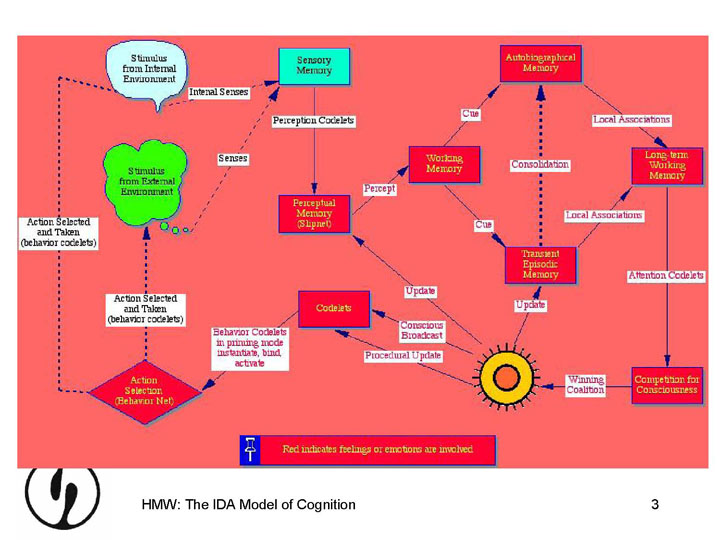 Stimulus
from Internal
Environment
Sensory
Memory
Autobiographical
Memory
Intenal Senses
Cue
Local Associations
Perception Codelets
Senses
Working
Memory
Consolidation
Long-term
Working
Memory
Stimulus
from External
Environment
Percept
Perceptual
Memory
(Slipnet)
Cue
Local Associations
Action Selected
and Taken
(behavior codelets)
Transient
Episodic
Memory
Attention Codelets
Action Selected
and Taken
(behavior codelets)
Update
Update
Codelets
Conscious
Broadcast
Behavior Codelets
in priming mode
instantiate, bind,
activate
Procedural Update
Action
Selection
(Behavior Net)
Winning
Coalition
Competition for
Consciousness
Red indicates feelings or emotions are involved
HMW: The IDA Model of Cognition
3